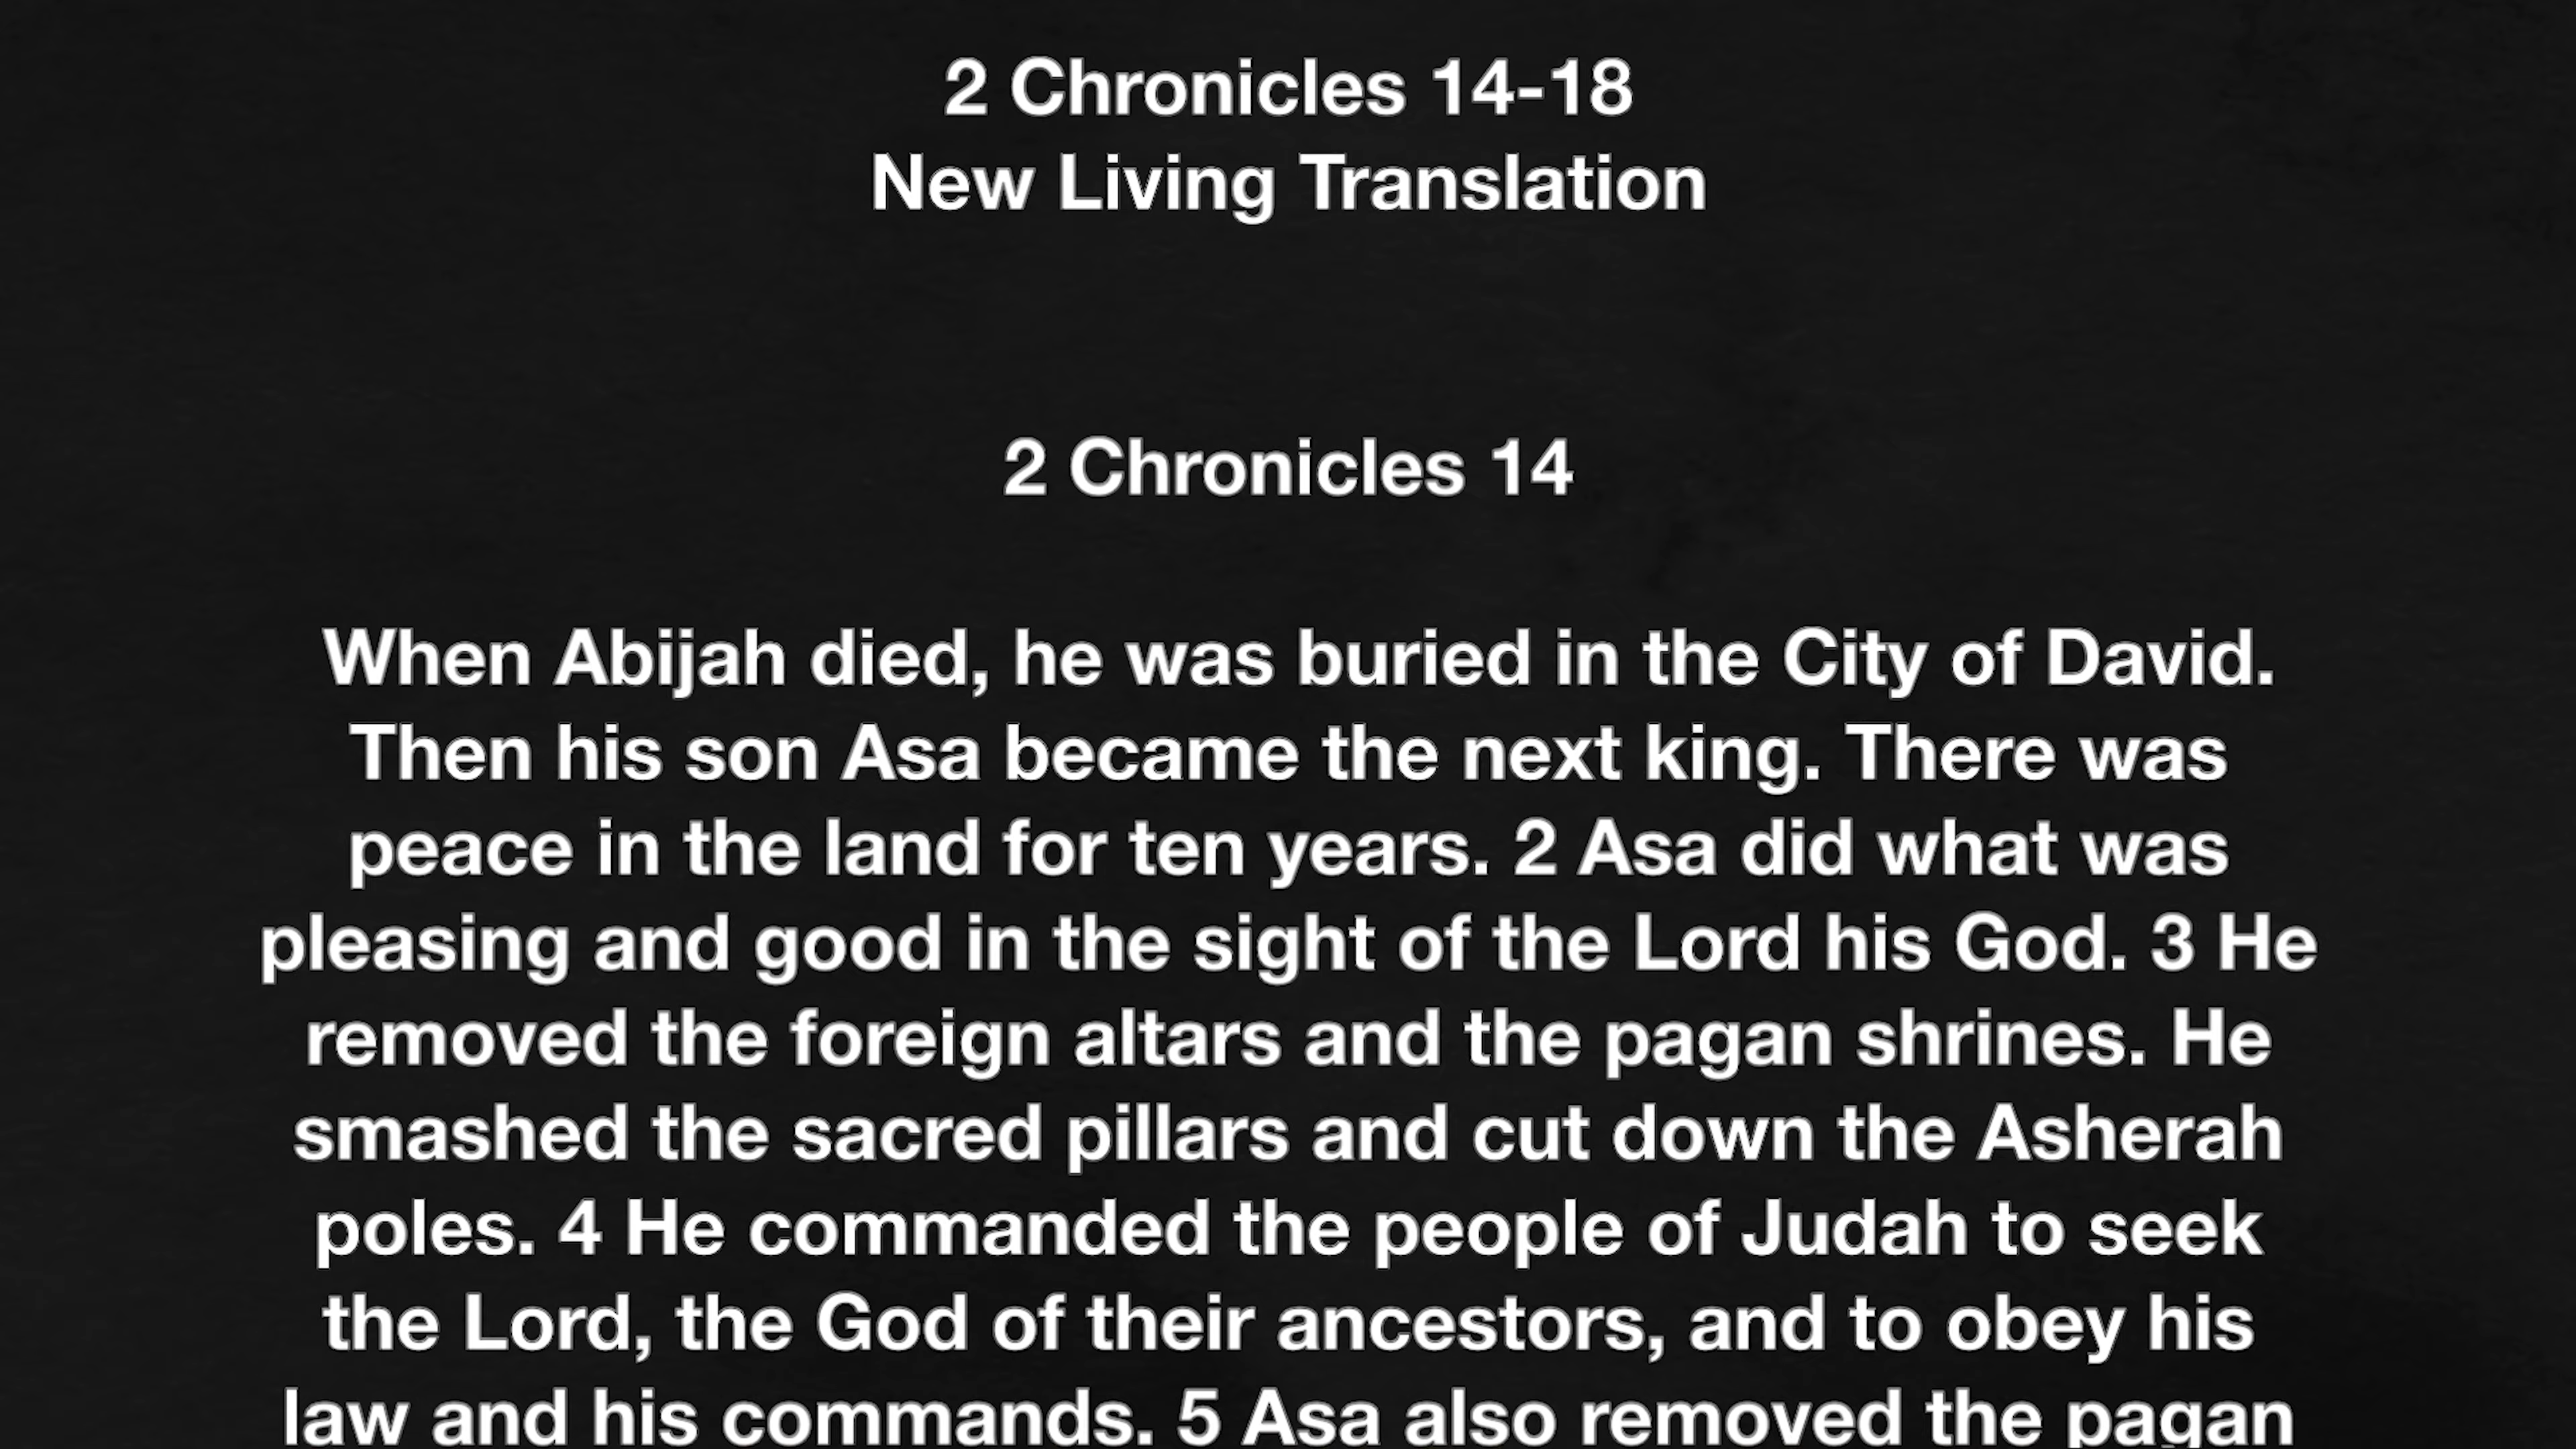 2 Chronicles 14-18
New Living Translation
2 Chronicles 14
When Abijah died, he was buried in the City of David.
Then his son Asa became the next king. There was
peace in the land for ten years. 2 Asa did what was
pleasing and good in the sight of the Lord his God. 3 He
removed the foreign altars and the pagan shrines. He
smashed the sacred pillars and cut down the Asherah
poles. 4 He commanded the people of Judah to seek
the Lord, the God of their ancestors, and to obey his
law and his commands. 5 Asa also removed the pagan